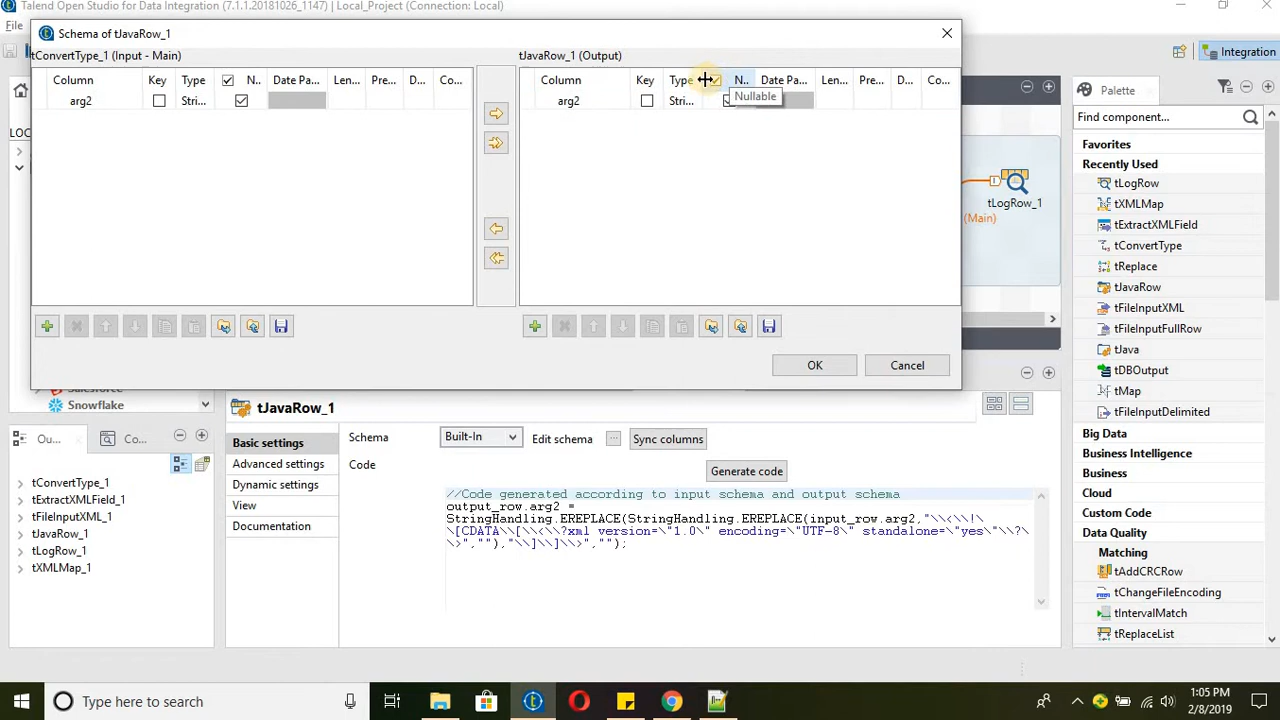 Talend Open Studio for Data Integration (7.1.1.20181026_1147) | Local_Project (Connection: Local)
File
Schema of tJavaRow_1
tConvertType_1 (Input - Main)
tJavaRow_1 (Output)
Integration
Column Key Type N.. Date Pa... Len... Pre... D... Co...
Column Key Type N.. Date Pa... Len... Pre... D... Co...
arg2 Stri...
arg2 Stri...
Nullable
Palette
Find component...
LOC
Favorites
Recently Used
tLogRow
tXMLMap
tExtractXMLField
tConvertType
tReplace
tJavaRow
tFileInputXML
tFileInputFullRow
tJava
tDBOutput
tMap
tFileInputDelimited
Big Data
Business Intelligence
Business
Cloud
Custom Code
Data Quality
Matching
tAddCRCRow
tChangeFileEncoding
tIntervalMatch
tReplaceList
tLogRow_1
(Main)
OK Cancel
Salesforce
Snowflake
tJavaRow_1
Ou...
Co...
tConvertType_1
tExtractXMLField_1
tFileInputXML_1
tJavaRow_1
tLogRow_1
tXMLMap_1
Basic settings
Advanced settings
Dynamic settings
View
Documentation
Schema Built-In Edit schema ... Sync columns
Code Generate code
//Code generated according to input schema and output schema
output_row.arg2 =
StringHandling.EREPLACE(StringHandling.EREPLACE(input_row.arg2,"\\<\\!\
\[CDATA\\[\\<\\?xml version=\"1.0\" encoding=\"UTF-8\" standalone=\"yes\"\\?\
\>",""),"\\]\\]\\>","");
Type here to search
1:05 PM
2/8/2019